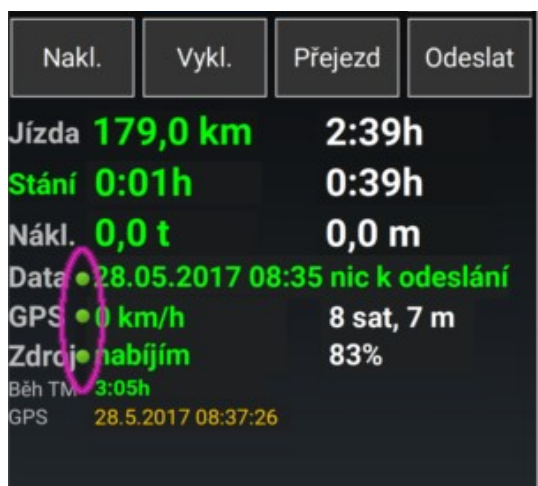 Nakl. Vykl. Přejezd Odeslat
Jízda 179,0 km 2:39h
Stání 0:01h 0:39h
Nákl. 0,0 t 0,0 m
Data 28.05.2017 08:35 nic k odeslání
GPS 0 km/h 8 sat, 7 m
Zdroj nabíjím 83%
Běh TM 3:05h
GPS 28.5.2017 08:37:26